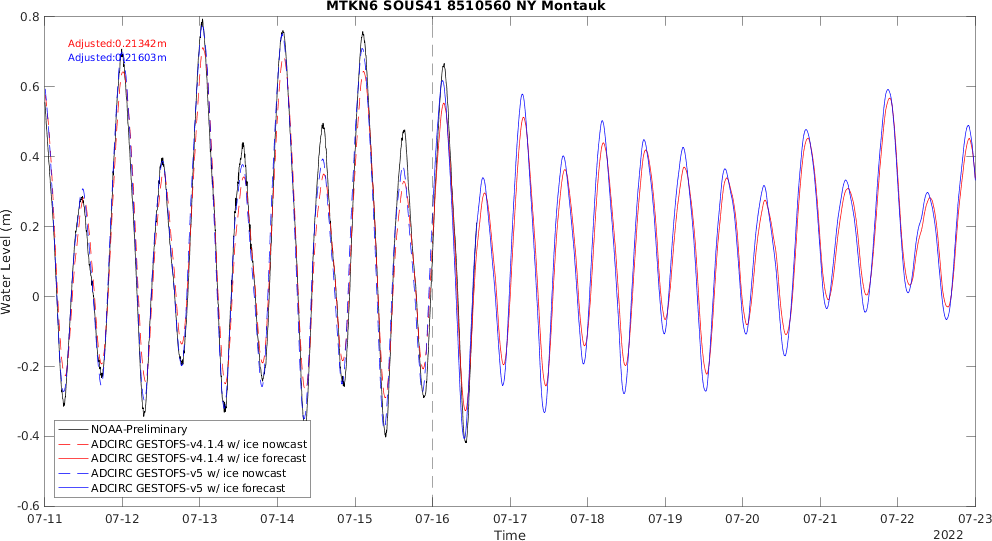 MTKN6 SOUS41 8510560 NY Montauk
Adjusted:0.21342m
Adjusted:0.21603m
Water Level (m)
0.8
0.6
0.4
0.2
0
-0.2
-0.4
-0.6
NOAA-Preliminary
ADCIRC GESTOFS-v4.1.4 w/ ice nowcast
ADCIRC GESTOFS-v4.1.4 w/ ice forecast
ADCIRC GESTOFS-v5 w/ ice nowcast
ADCIRC GESTOFS-v5 w/ ice forecast
07-11 07-12 07-13 07-14 07-15 07-16 07-17 07-18 07-19 07-20 07-21 07-22 07-23
Time
2022